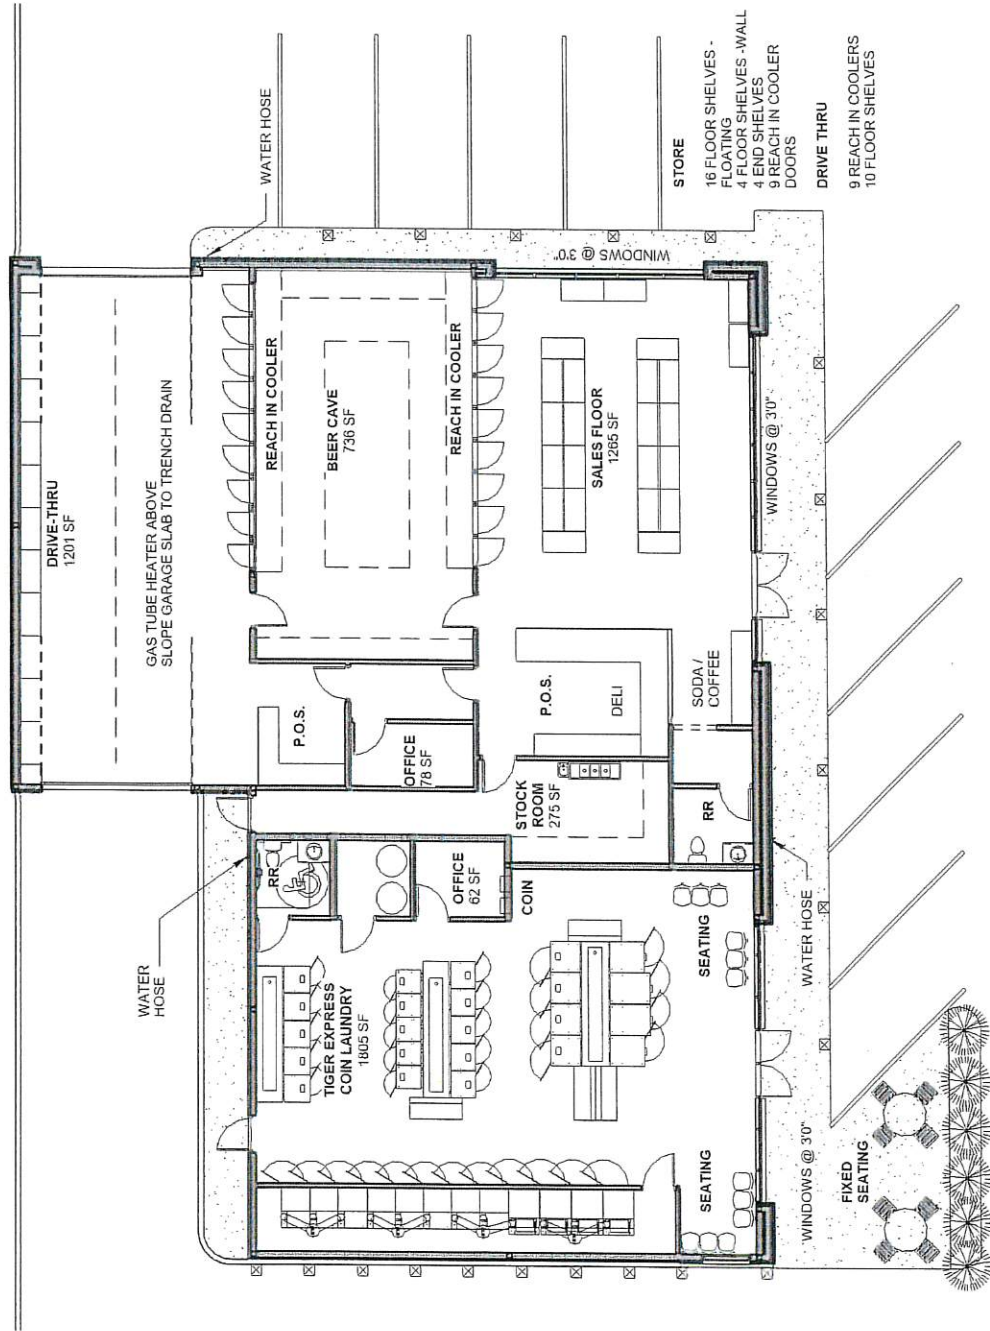 DRIVE-THRU
1201 SF
GAS TUBE HEATER ABOVE
SLOPE GARAGE SLAB TO TRENCH DRAIN
WATER HOSE
REACH IN COOLER
BEER CAVE
736 SF
REACH IN COOLER
WINDOWS @ 3'0"
SALES FLOOR
1265 SF
WINDOWS @ 3'0"
P.O.S.
OFFICE
78 SF
P.O.S.
DELI
SODA /
COFFEE
STOCK
ROOM
275 SF
RR
WATER
HOSE
RR
OFFICE
62 SF
COIN
TIGER EXPRESS
COIN LAUNDRY
1805 SF
SEATING
SEATING
WATER HOSE
WINDOWS @ 3'0"
FIXED
SEATING
STORE
16 FLOOR SHELVES -
FLOATING
4 FLOOR SHELVES -WALL
4 END SHELVES
9 REACH IN COOLER
DOORS
DRIVE THRU
9 REACH IN COOLERS
10 FLOOR SHELVES